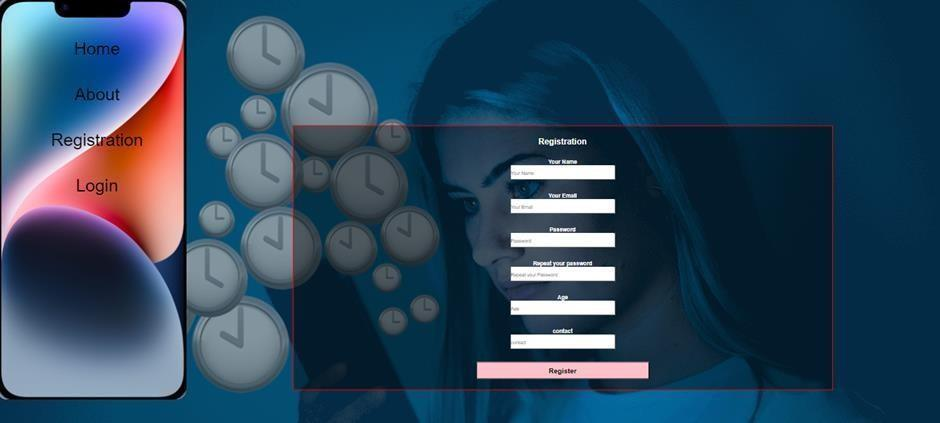 Home
About
Registration
Login
Registration
Your Name
Your Name
Your Email
Your Email
Password
Password
Repeat your password
Repeat your Password
Age
Age
contact
contact
Register